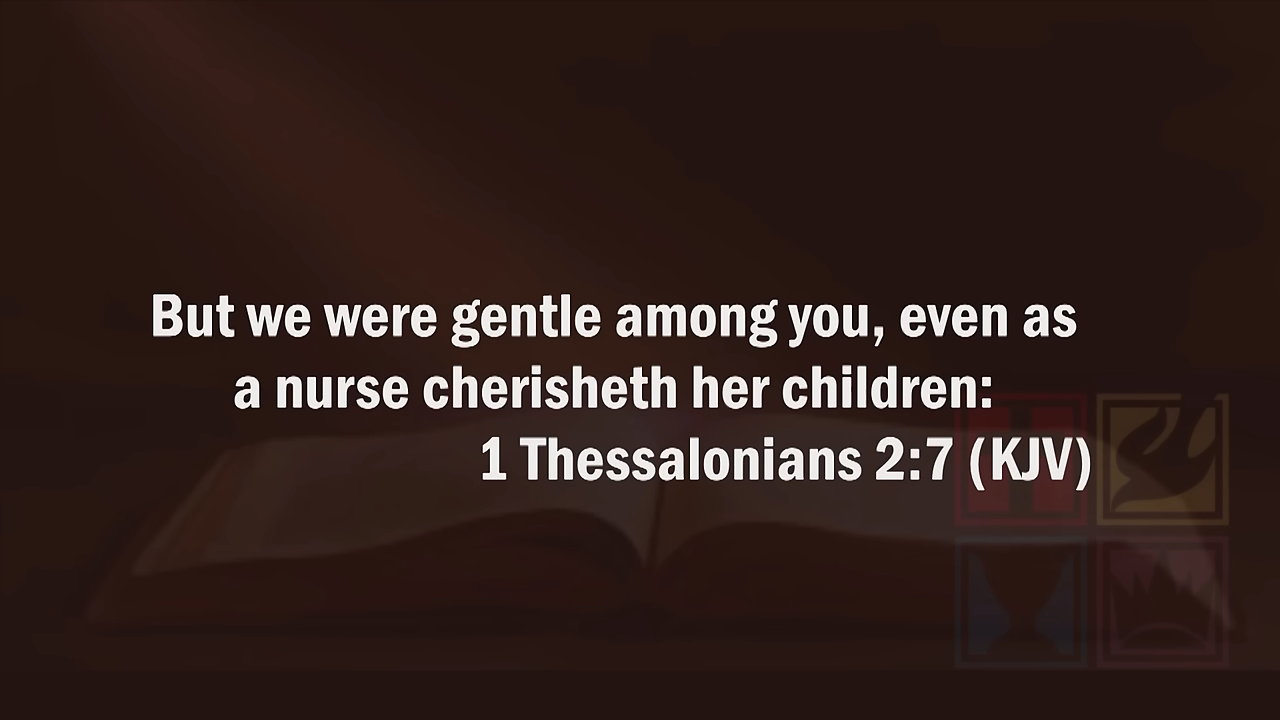 But we were gentle among you, even as
a nurse cherisheth her children:
1 Thessalonians 2:7 (KJV)